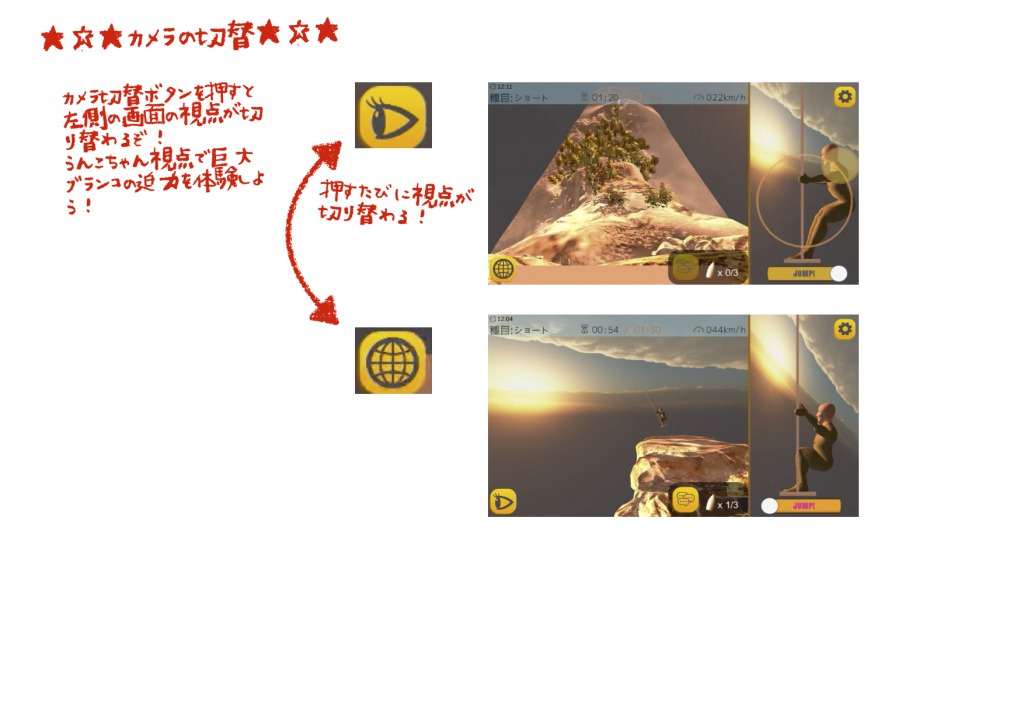 ★☆★カメラの切替★☆★
カメラ切替ボタンを押すと
左側の画面の視点が切
り替わるぞ！
うんこちゃん視点で巨大
ブランコの迫力を体験しよ
う！
押すたびに視点が
切り替わる！
12:11
種目:ショート 01:20 022km/h
x 0/3
JUMP!
12:04
種目:ショート 00:54 / 01:30 044km/h
x 1/3
JUMP!